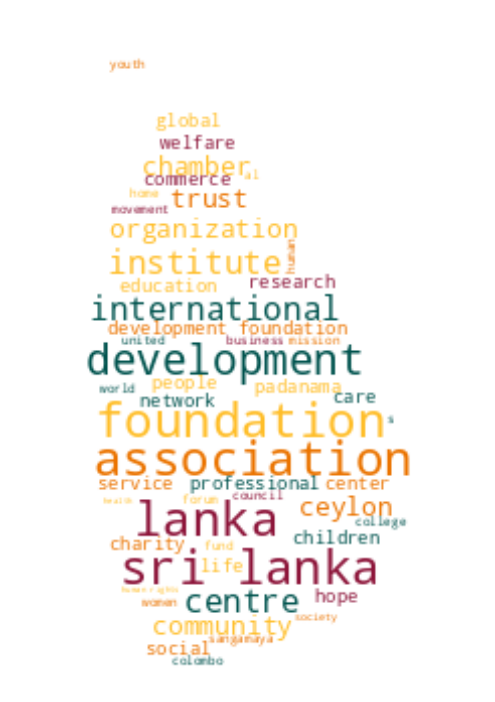 youth
global
welfare
chamber
al
commerce
home
trust
movement
organization
human
institute
research
education
international
development foundation
united
business
mission
development
world
people
padanama
network
care
foundation
s
association
service
professional
center
health
forum
council
lanka
ceylon
college
children
charity
fund
sri lanka
life
human rights
women
centre
hope
community
society
sangamaya
social
colombo